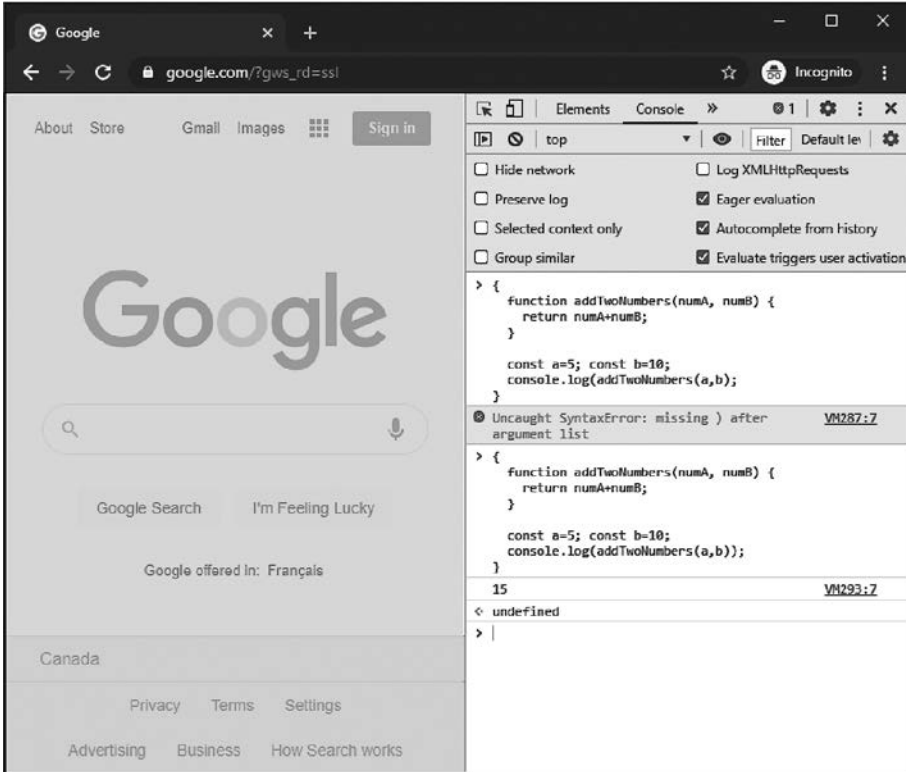 Google
google.com/?gws_rd=ssl
Incognito
About Store Gmail Images Sign in
Google
Google Search I'm Feeling Lucky
Google offered in: Français
Canada
Privacy Terms Settings
Advertising Business How Search works
Elements Console » 1
top Filter Default lev
Hide network Log XMLHttpRequests
Preserve log Eager evaluation
Selected context only Autocomplete from history
Group similar Evaluate triggers user activation
> {
function addTwoNumbers(numA, numB) {
return numA+numB;
}
const a=5; const b=10;
console.log(addTwoNumbers(a,b);
}
Uncaught SyntaxError: missing ) after VM287:7
argument list
> {
function addTwoNumbers(numA, numB) {
return numA+numB;
}
const a=5; const b=10;
console.log(addTwoNumbers(a,b));
}
15 VM293:7
undefined
>